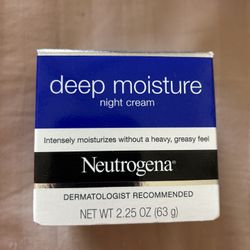 deep moisture
night cream
Intensely moisturizes without a heavy, greasy feel
Neutrogena®
DERMATOLOGIST RECOMMENDED
NET WT 2.25 OZ (63 g)